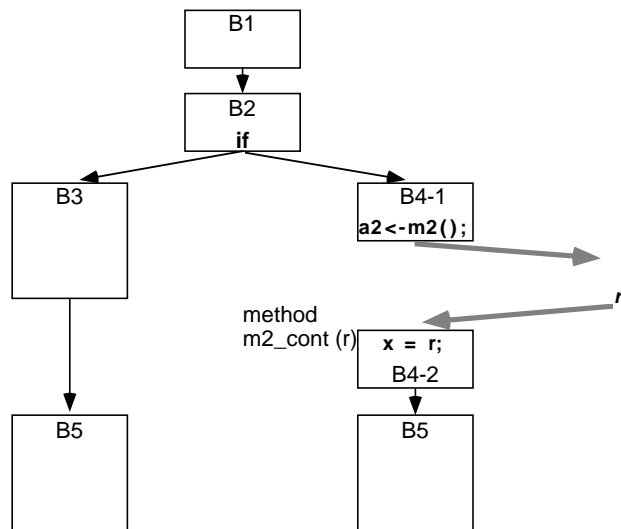 B1
B2
if
B3
B4-1
a2<-m2();
r
method
m2_cont (r)
x = r;
B4-2
B5
B5